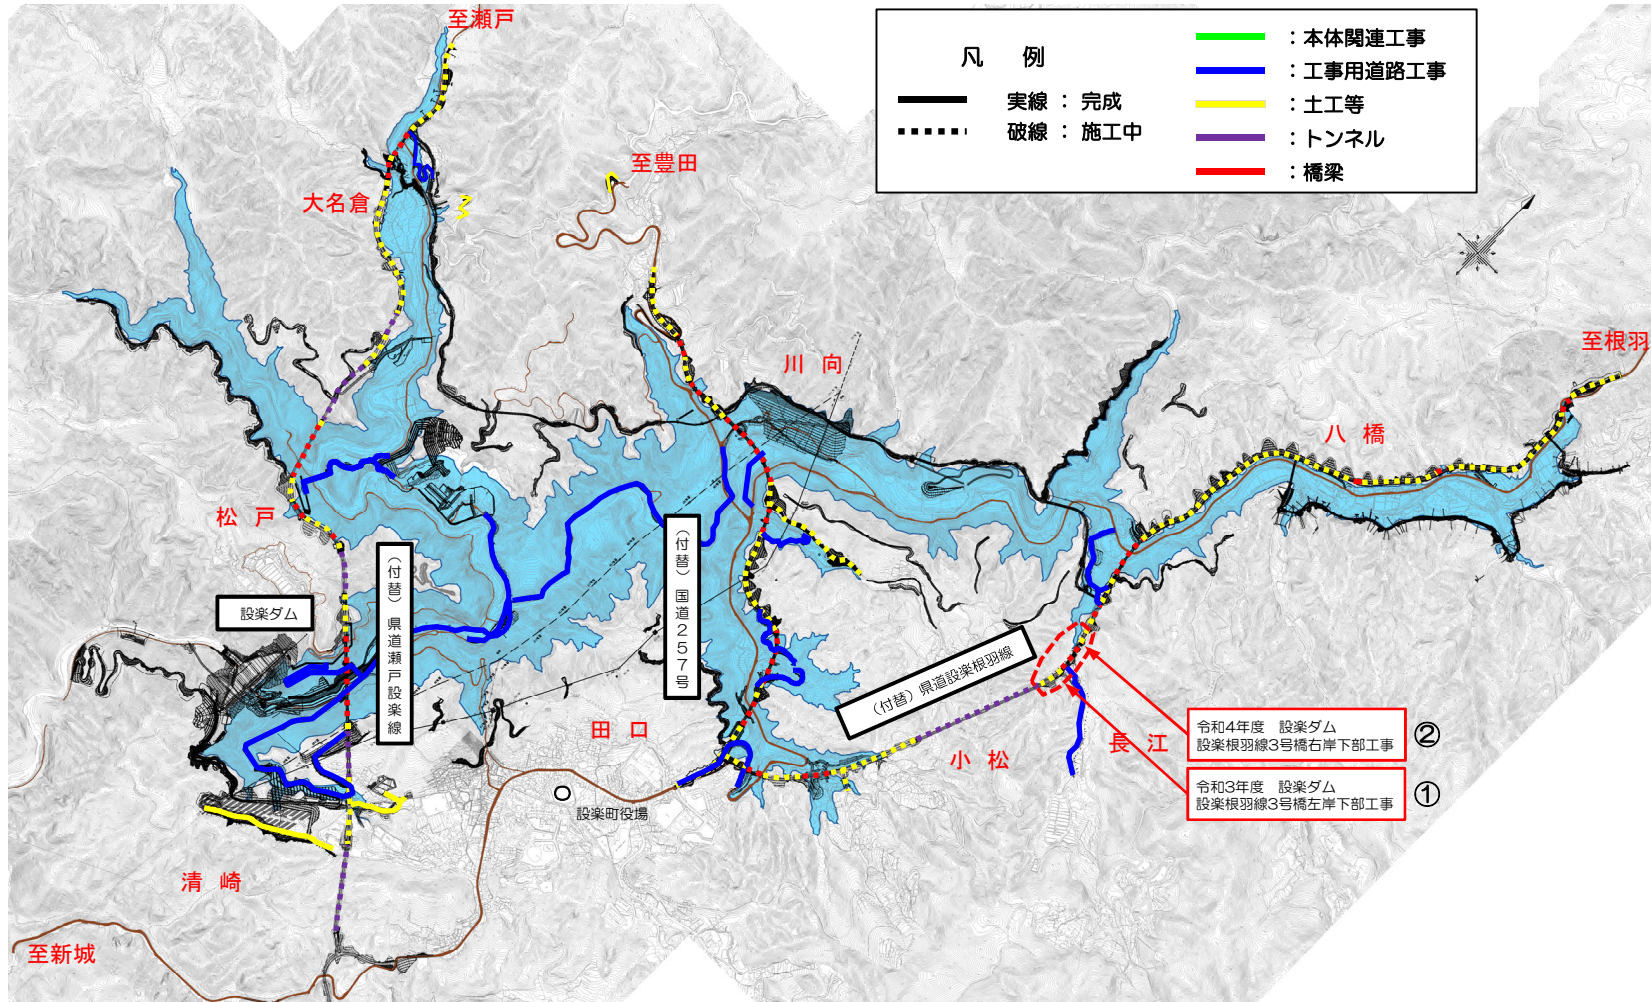 至瀬戸
凡 例
実線 ： 完成
破線 ： 施工中
：本体関連工事
：工事用道路工事
：土工等
：トンネル
：橋梁
至豊田
大名倉
川向
至根羽
八橋
松戸
（付替） 県道瀬戸設楽線
（付替） 国道２５７号
設楽ダム
（付替）県道設楽根羽線
田口
小松
長江
令和4年度 設楽ダム
設楽根羽線3号橋右岸下部工事
②
令和3年度 設楽ダム
設楽根羽線3号橋左岸下部工事
①
設楽町役場
清崎
至新城